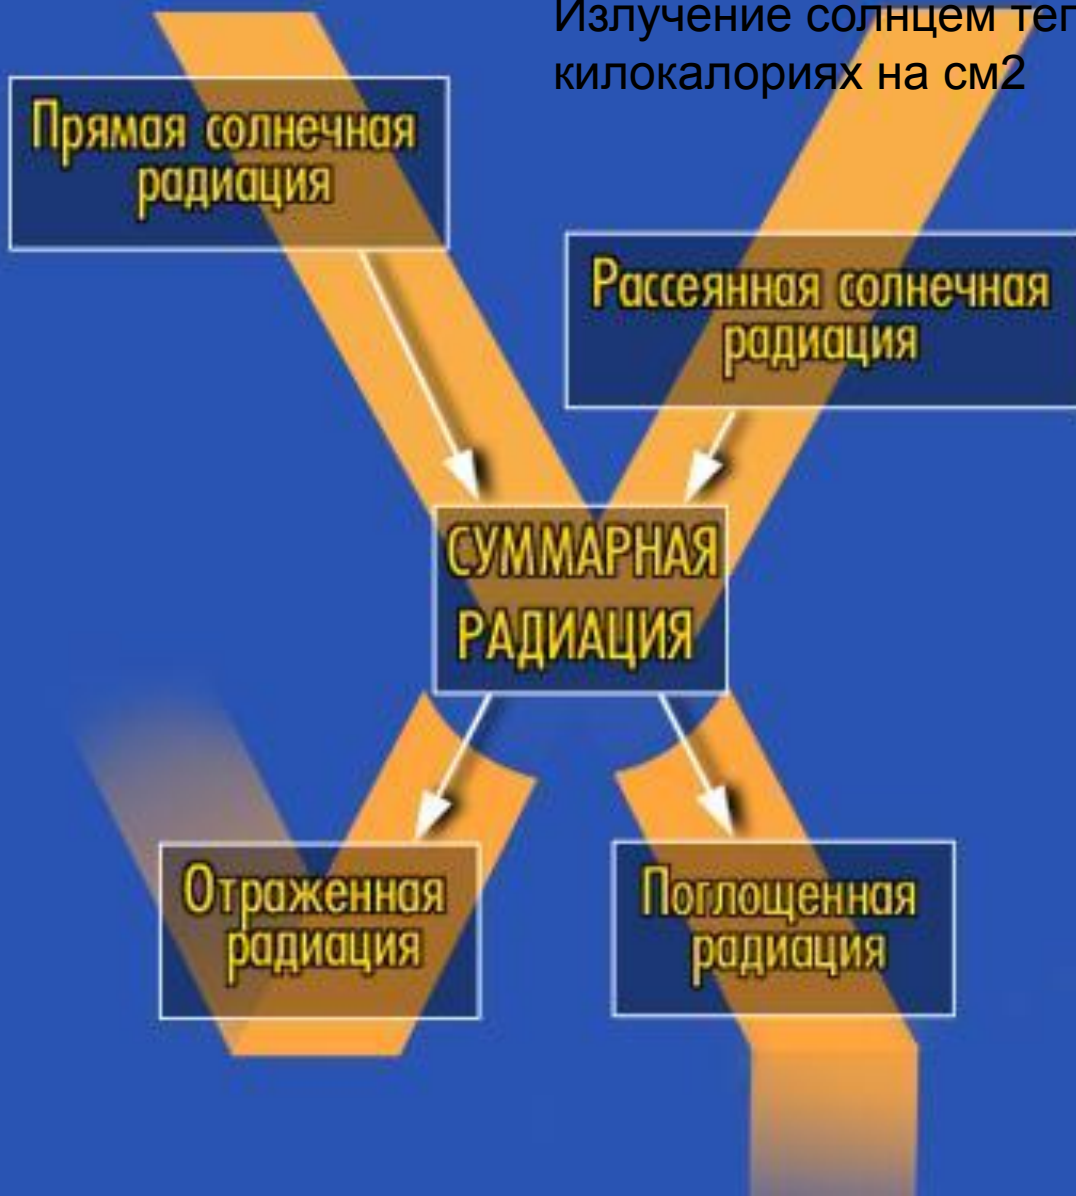 Излучение солнцем
килокалориях на см2
Прямая солнечная
радиация
Рассеянная солнечная
радиация
СУММАРНАЯ
РАДИАЦИЯ
Отраженная
радиация
Поглощенная
радиация